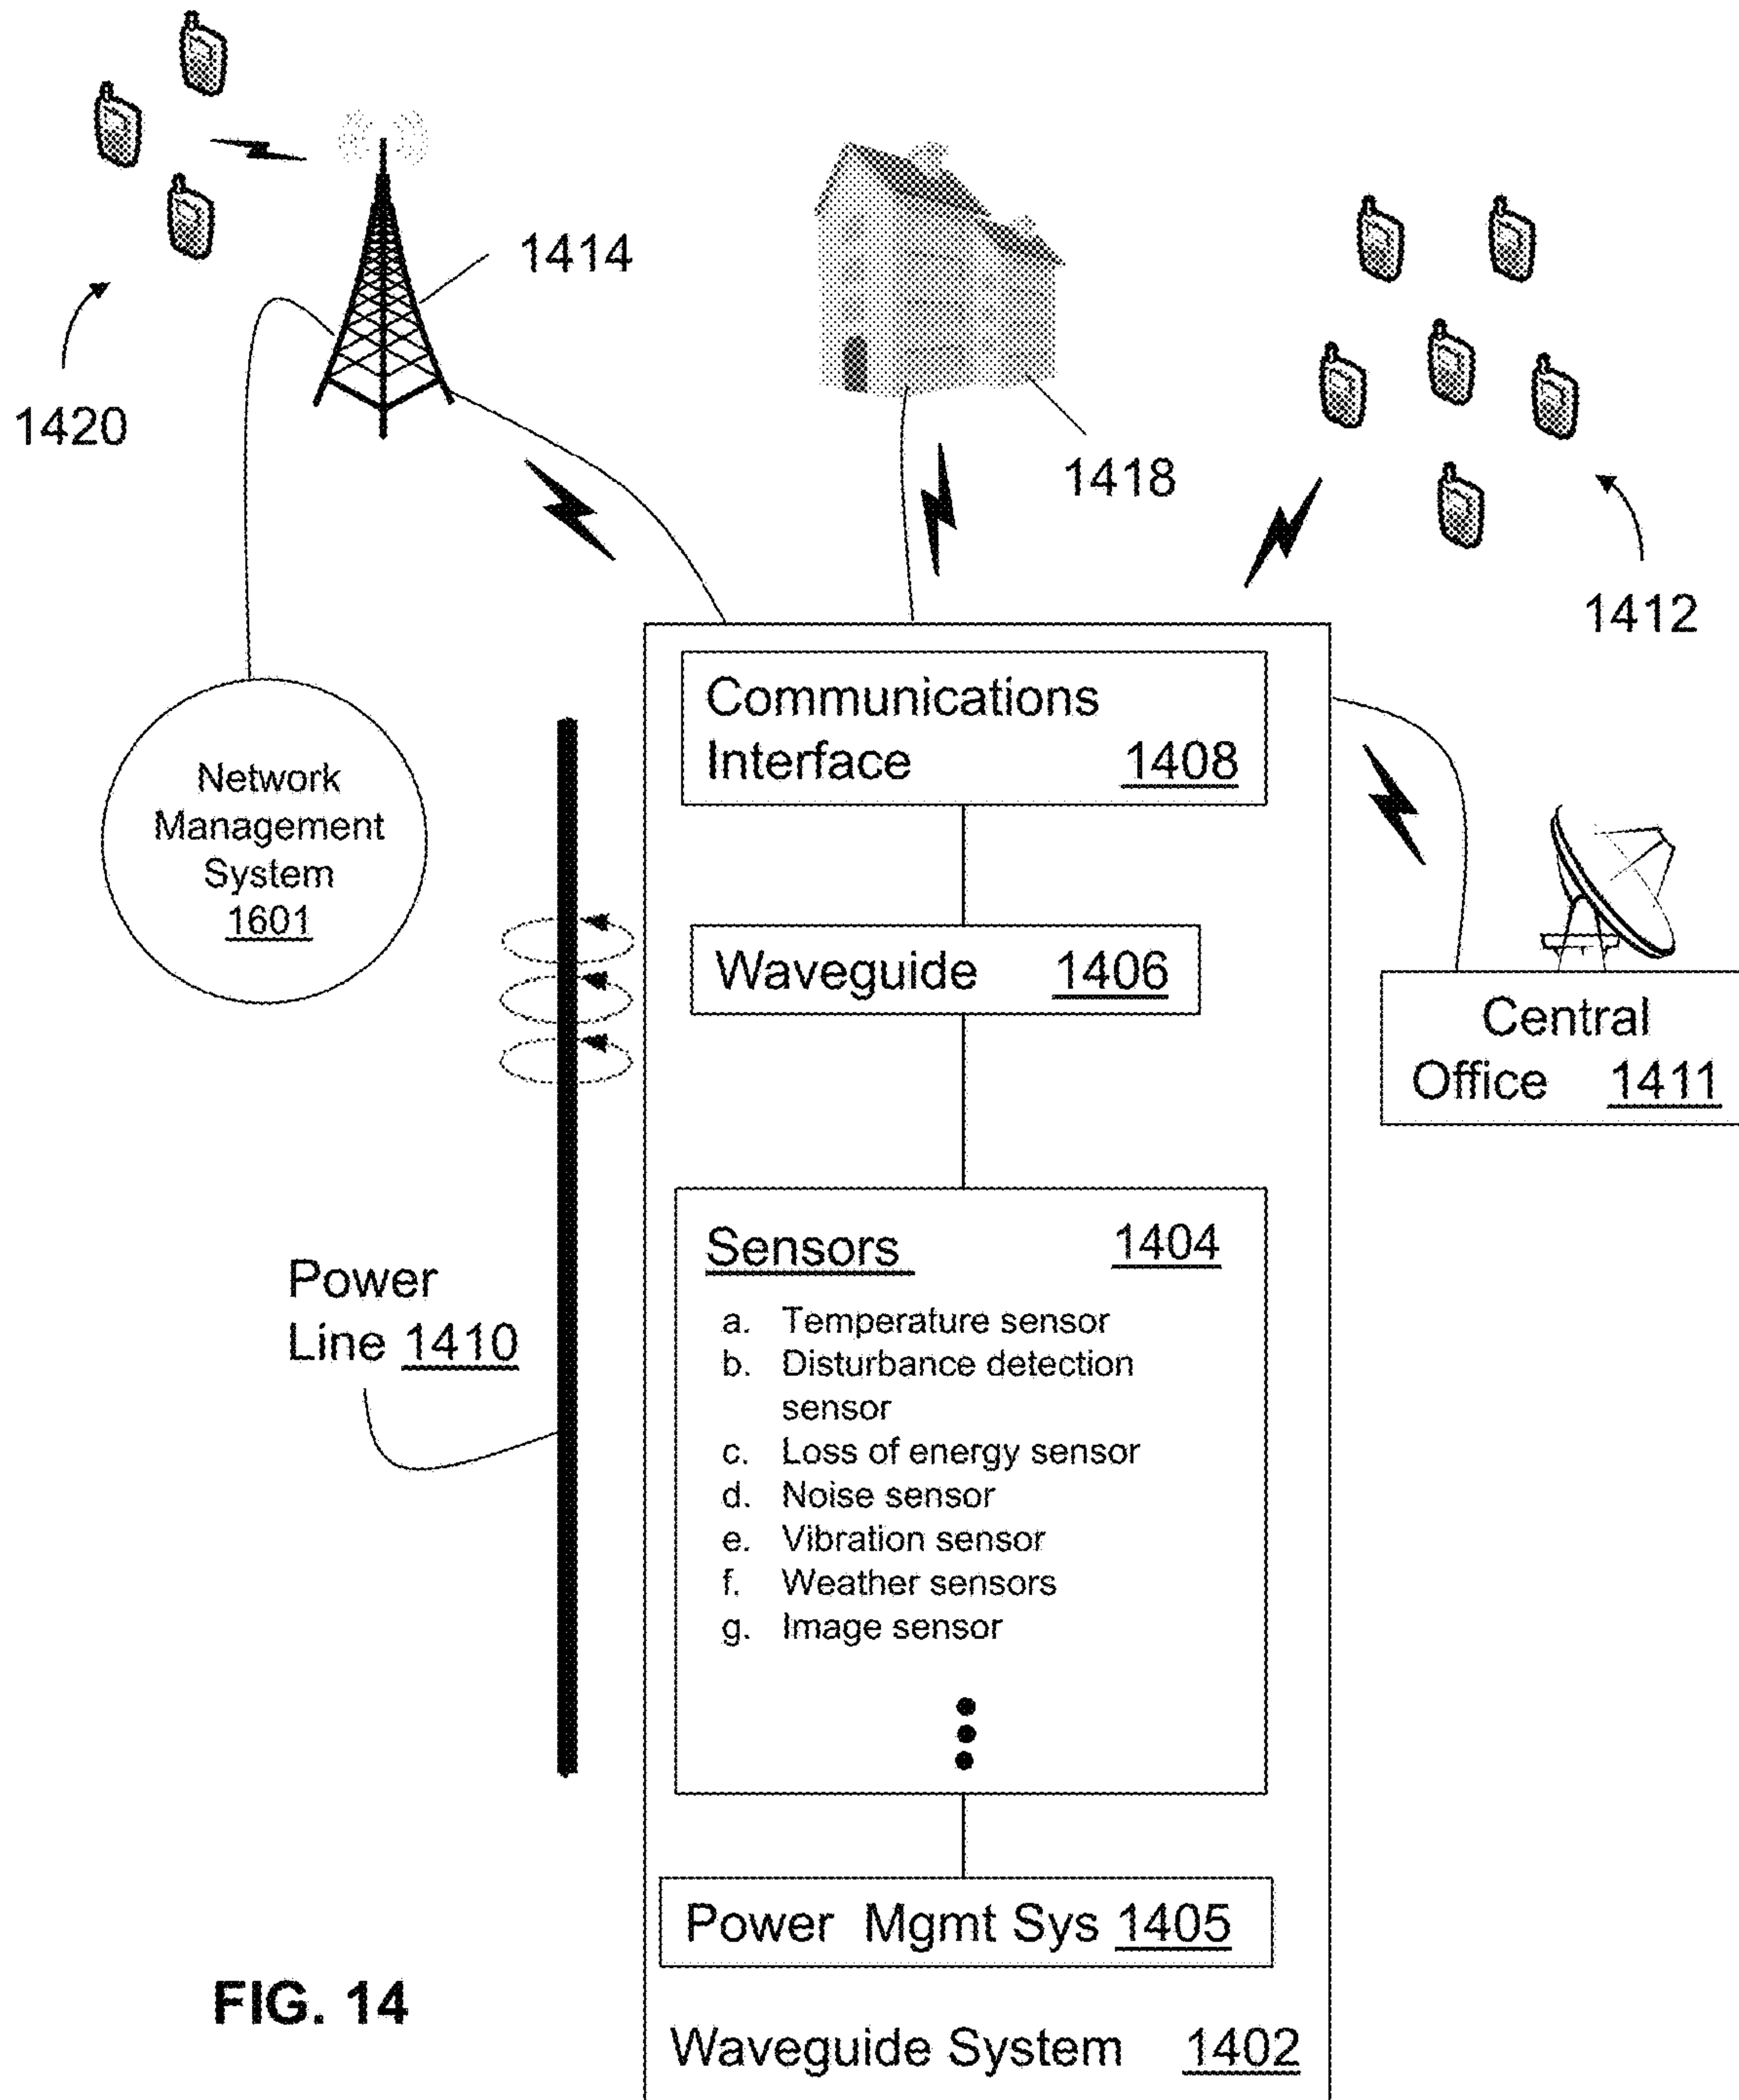 1414
1420
1418
1412
Communications
Interface 1408
Network
Management
System
1601
Waveguide 1406
Central
Office 1411
Sensors 1404
Power
Line 1410
a. Temperature sensor
b. Disturbance detection
sensor
c. Loss of energy sensor
d. Noise sensor
e. Vibration sensor
f. Weather sensors
g. Image sensor
Power Mgmt Sys 1405
FIG. 14
Waveguide System 1402